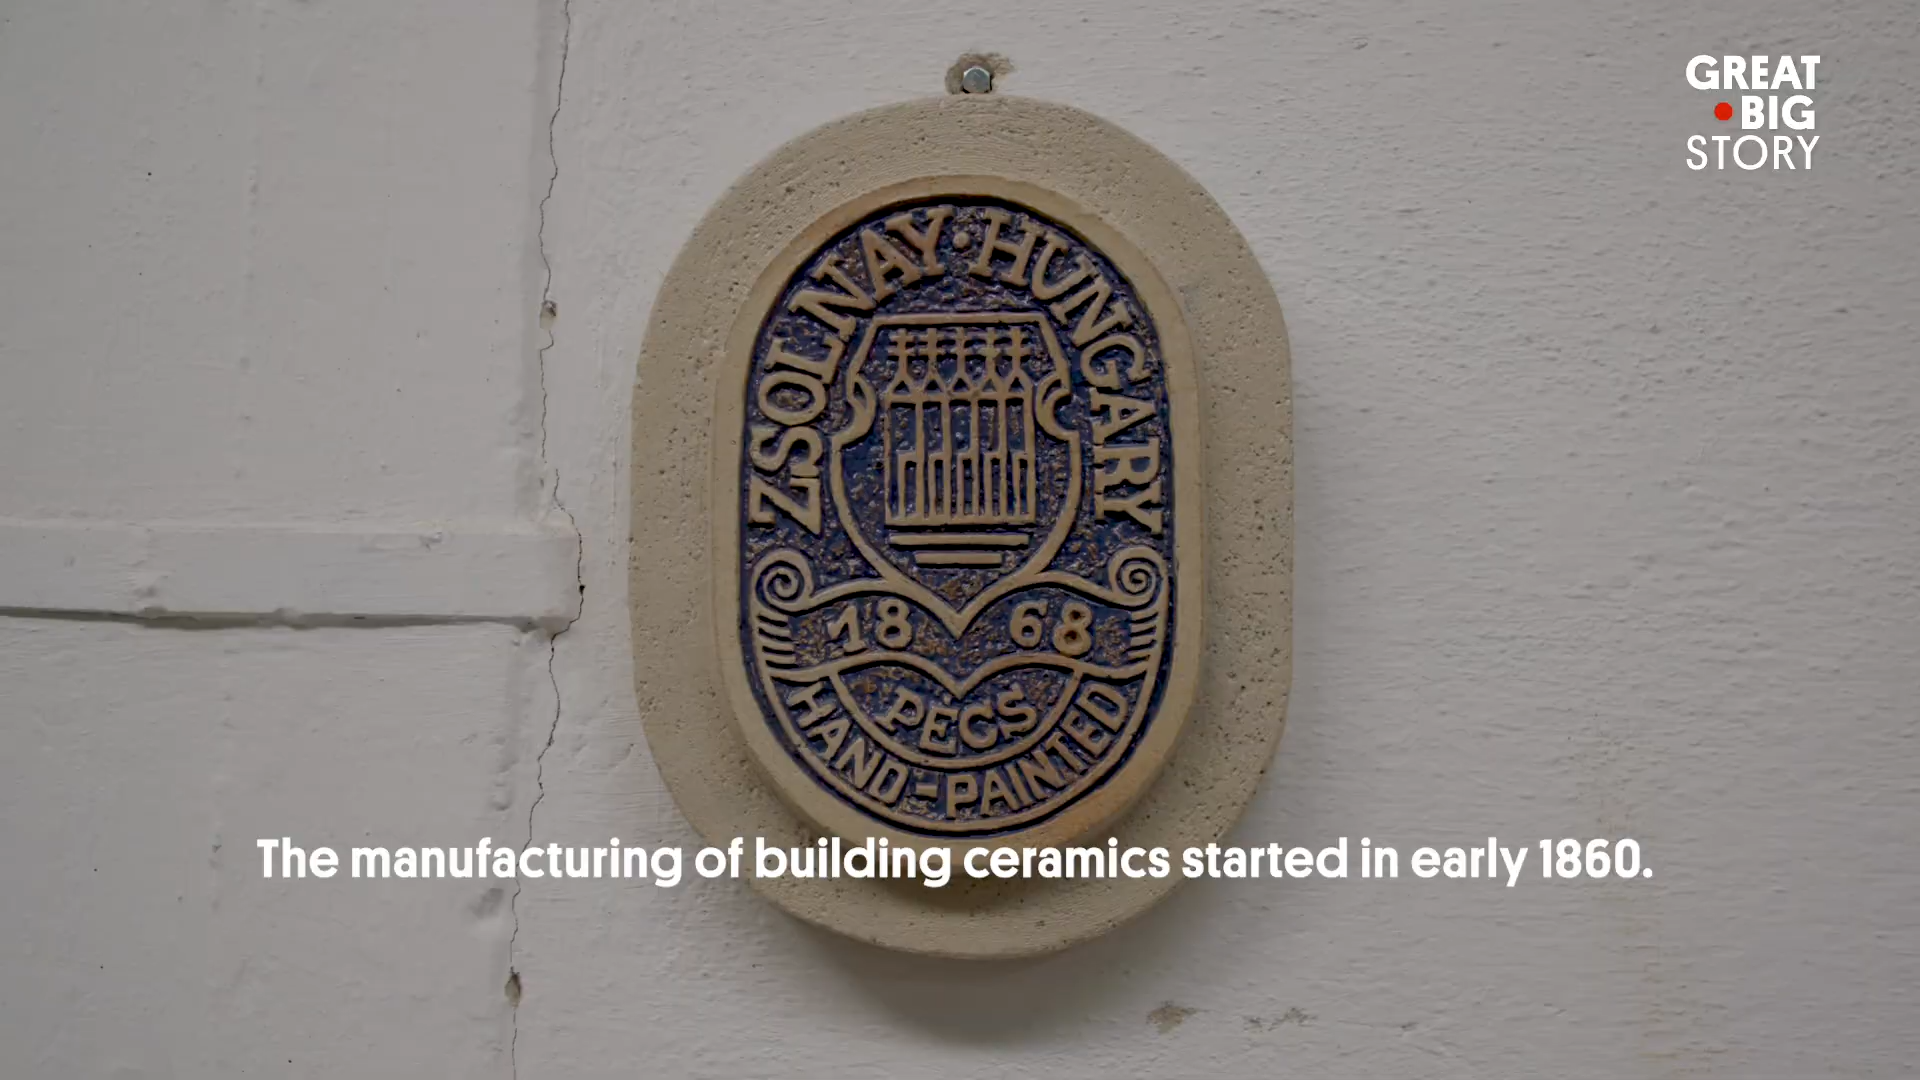 GREAT
BIG
STORY
ZSOLNAY·HUNGARY
1868
PECS
HAND-PAINTED
The manufacturing of building ceramics started in early 1860.